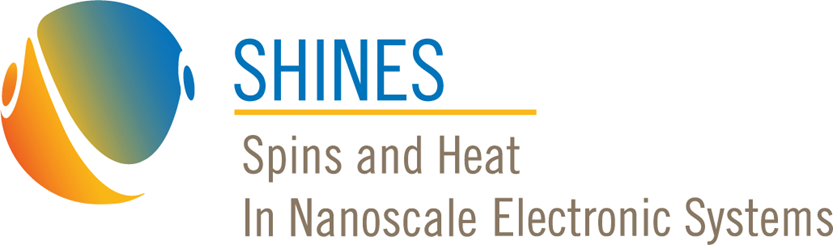 SHINES
Spins and Heat
In Nanoscale Electronic Systems